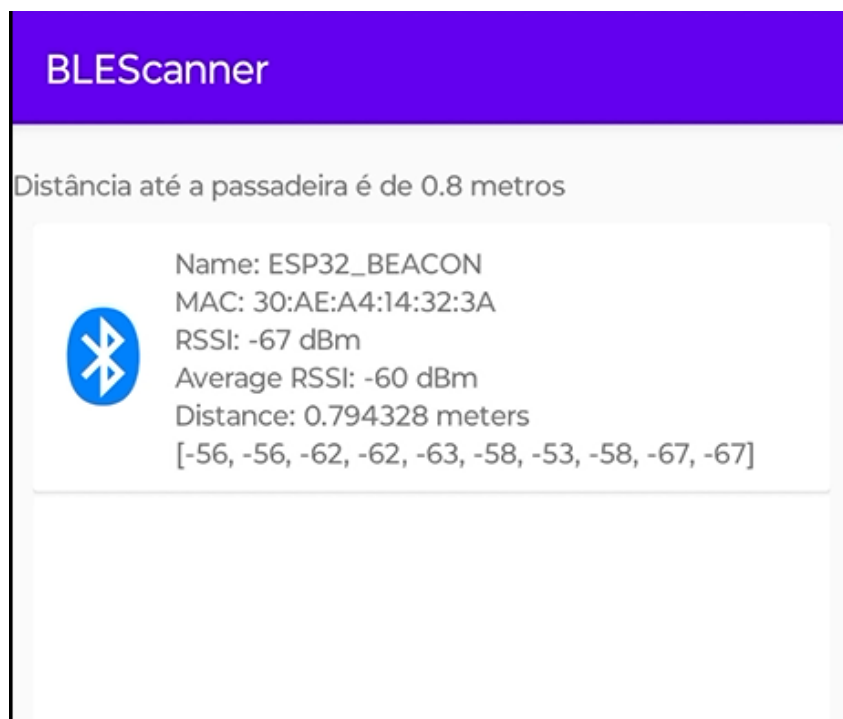 BLEScanner
Distância até a passadeira é de 0.8 metros
Name: ESP32_BEACON
MAC: 30:AE:A4:14:32:3A
RSSI: -67 dBm
Average RSSI: -60 dBm
Distance: 0.794328 meters
[-56, -56, -62, -62, -63, -58, -53, -58, -67, -67]